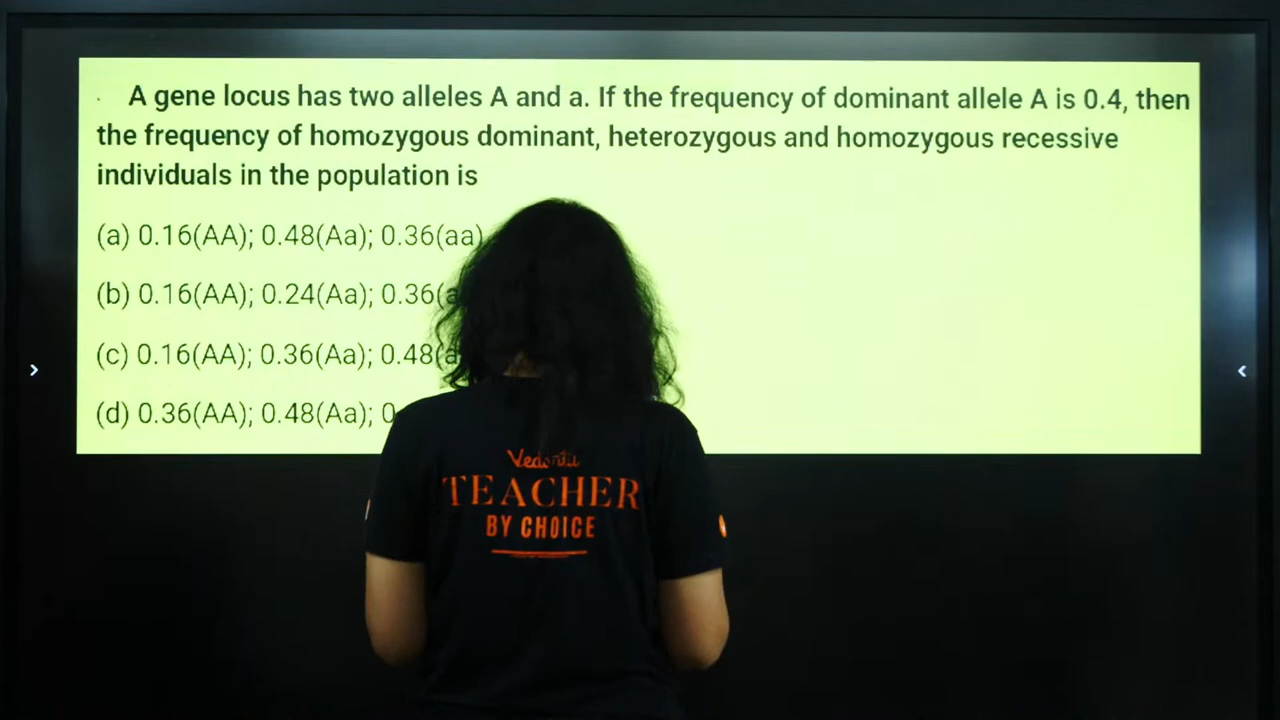 A gene locus has two alleles A and a. If the frequency of dominant allele A is 0.4, then
the frequency of homozygous dominant, heterozygous and homozygous recessive
individuals in the population is
(a) 0.16(AA); 0.48(Aa); 0.36(aa)
(b) 0.16(AA); 0.24(Aa); 0.36(
(c) 0.16(AA); 0.36(Aa); 0.48(
(d) 0.36(AA); 0.48(Aa); 0
Vedantu
TEACHER
BY CHOICE